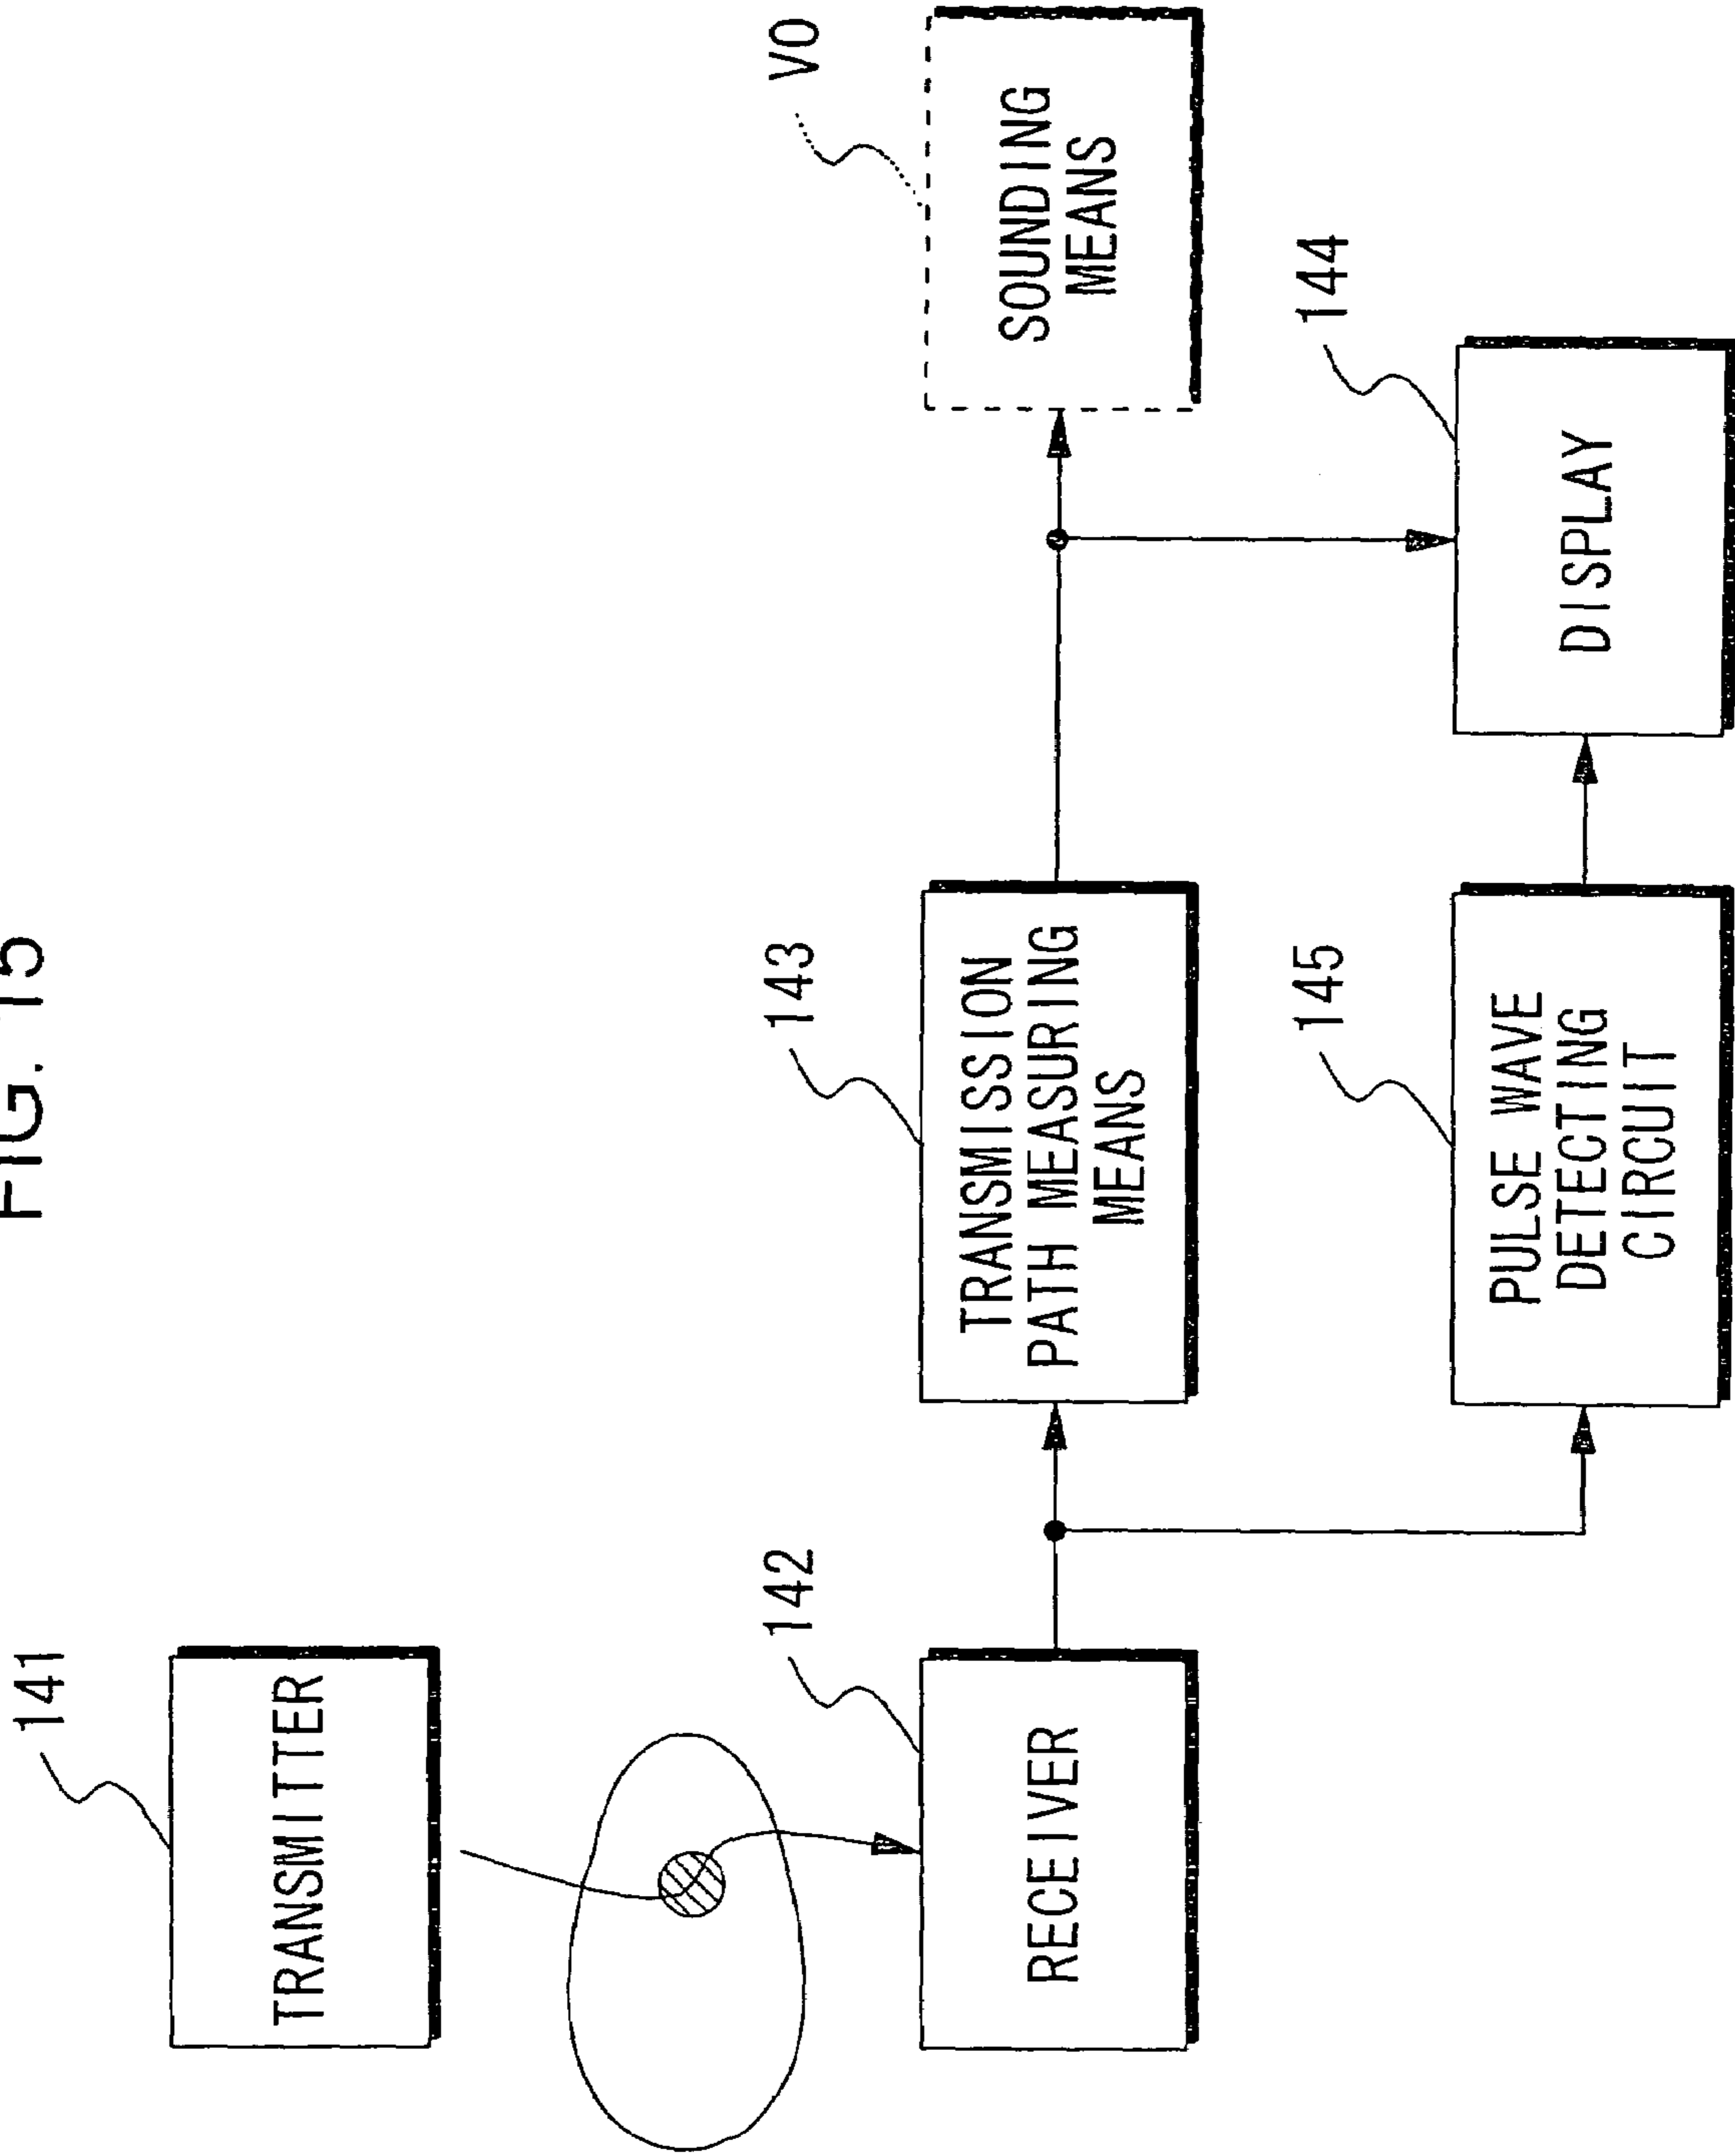 FIG. 15
141
TRANSMITTER
142
RECEIVER
143
TRANSMISSION
PATH MEASURING
MEANS
V0
SOUNDING
MEANS
145
PULSE WAVE
DETECTING
CIRCUIT
144
DISPLAY